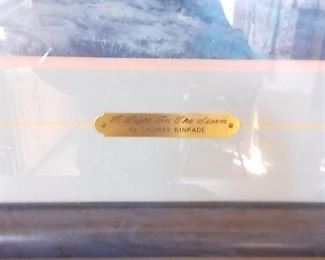 A Light In The Storm
by THOMAS KINKADE